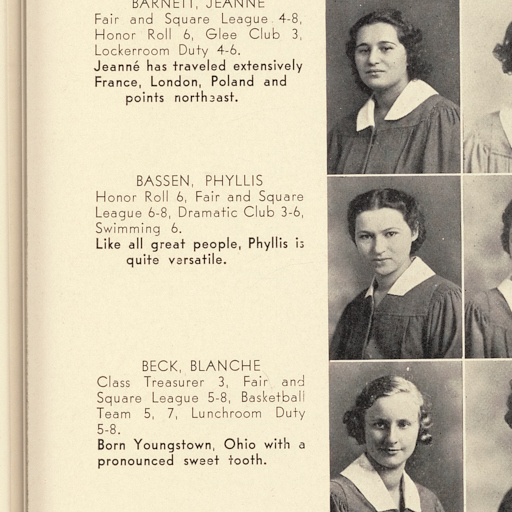 BARNETT, JEANNE
Fair and Square League 4-8,
Honor Roll 6, Glee Club 3,
Lockerroom Duty 4-6.
Jeanné has traveled extensively
France, London, Poland and
points northeast.
BASSEN, PHYLLIS
Honor Roll 6, Fair and Square
League 6-8, Dramatic Club 3-6,
Swimming 6.
Like all great people, Phyllis is
quite versatile.
BECK, BLANCHE
Class Treasurer 3, Fair and
Square League 5-8, Basketball
Team 5, 7, Lunchroom Duty
5-8.
Born Youngstown, Ohio with a
pronounced sweet tooth.